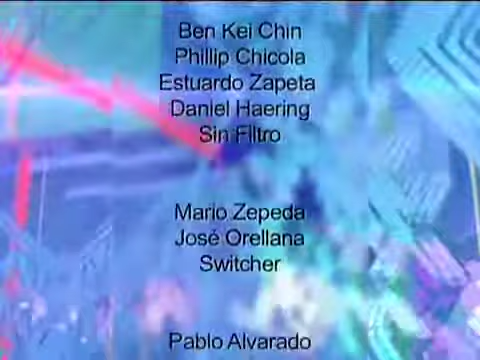 Ben Kei Chin
Phillip Chicola
Estuardo Zapeta
Daniel Haering
Sin Filtro
Mario Zepeda
José Orellana
Switcher
Pablo Alvarado